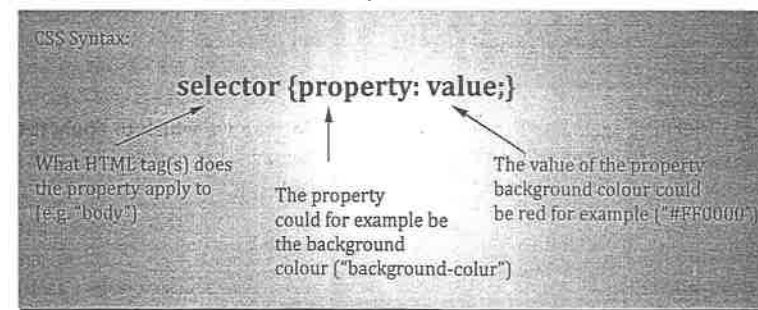 CSS Syntax:
selector {property: value;}
What HTML tag(s) does
the property apply to
(e.g. "body")
The property
could for example be
the background
colour ("background-colur")
The value of the property
background colour could
be red for example ("#FF0000")